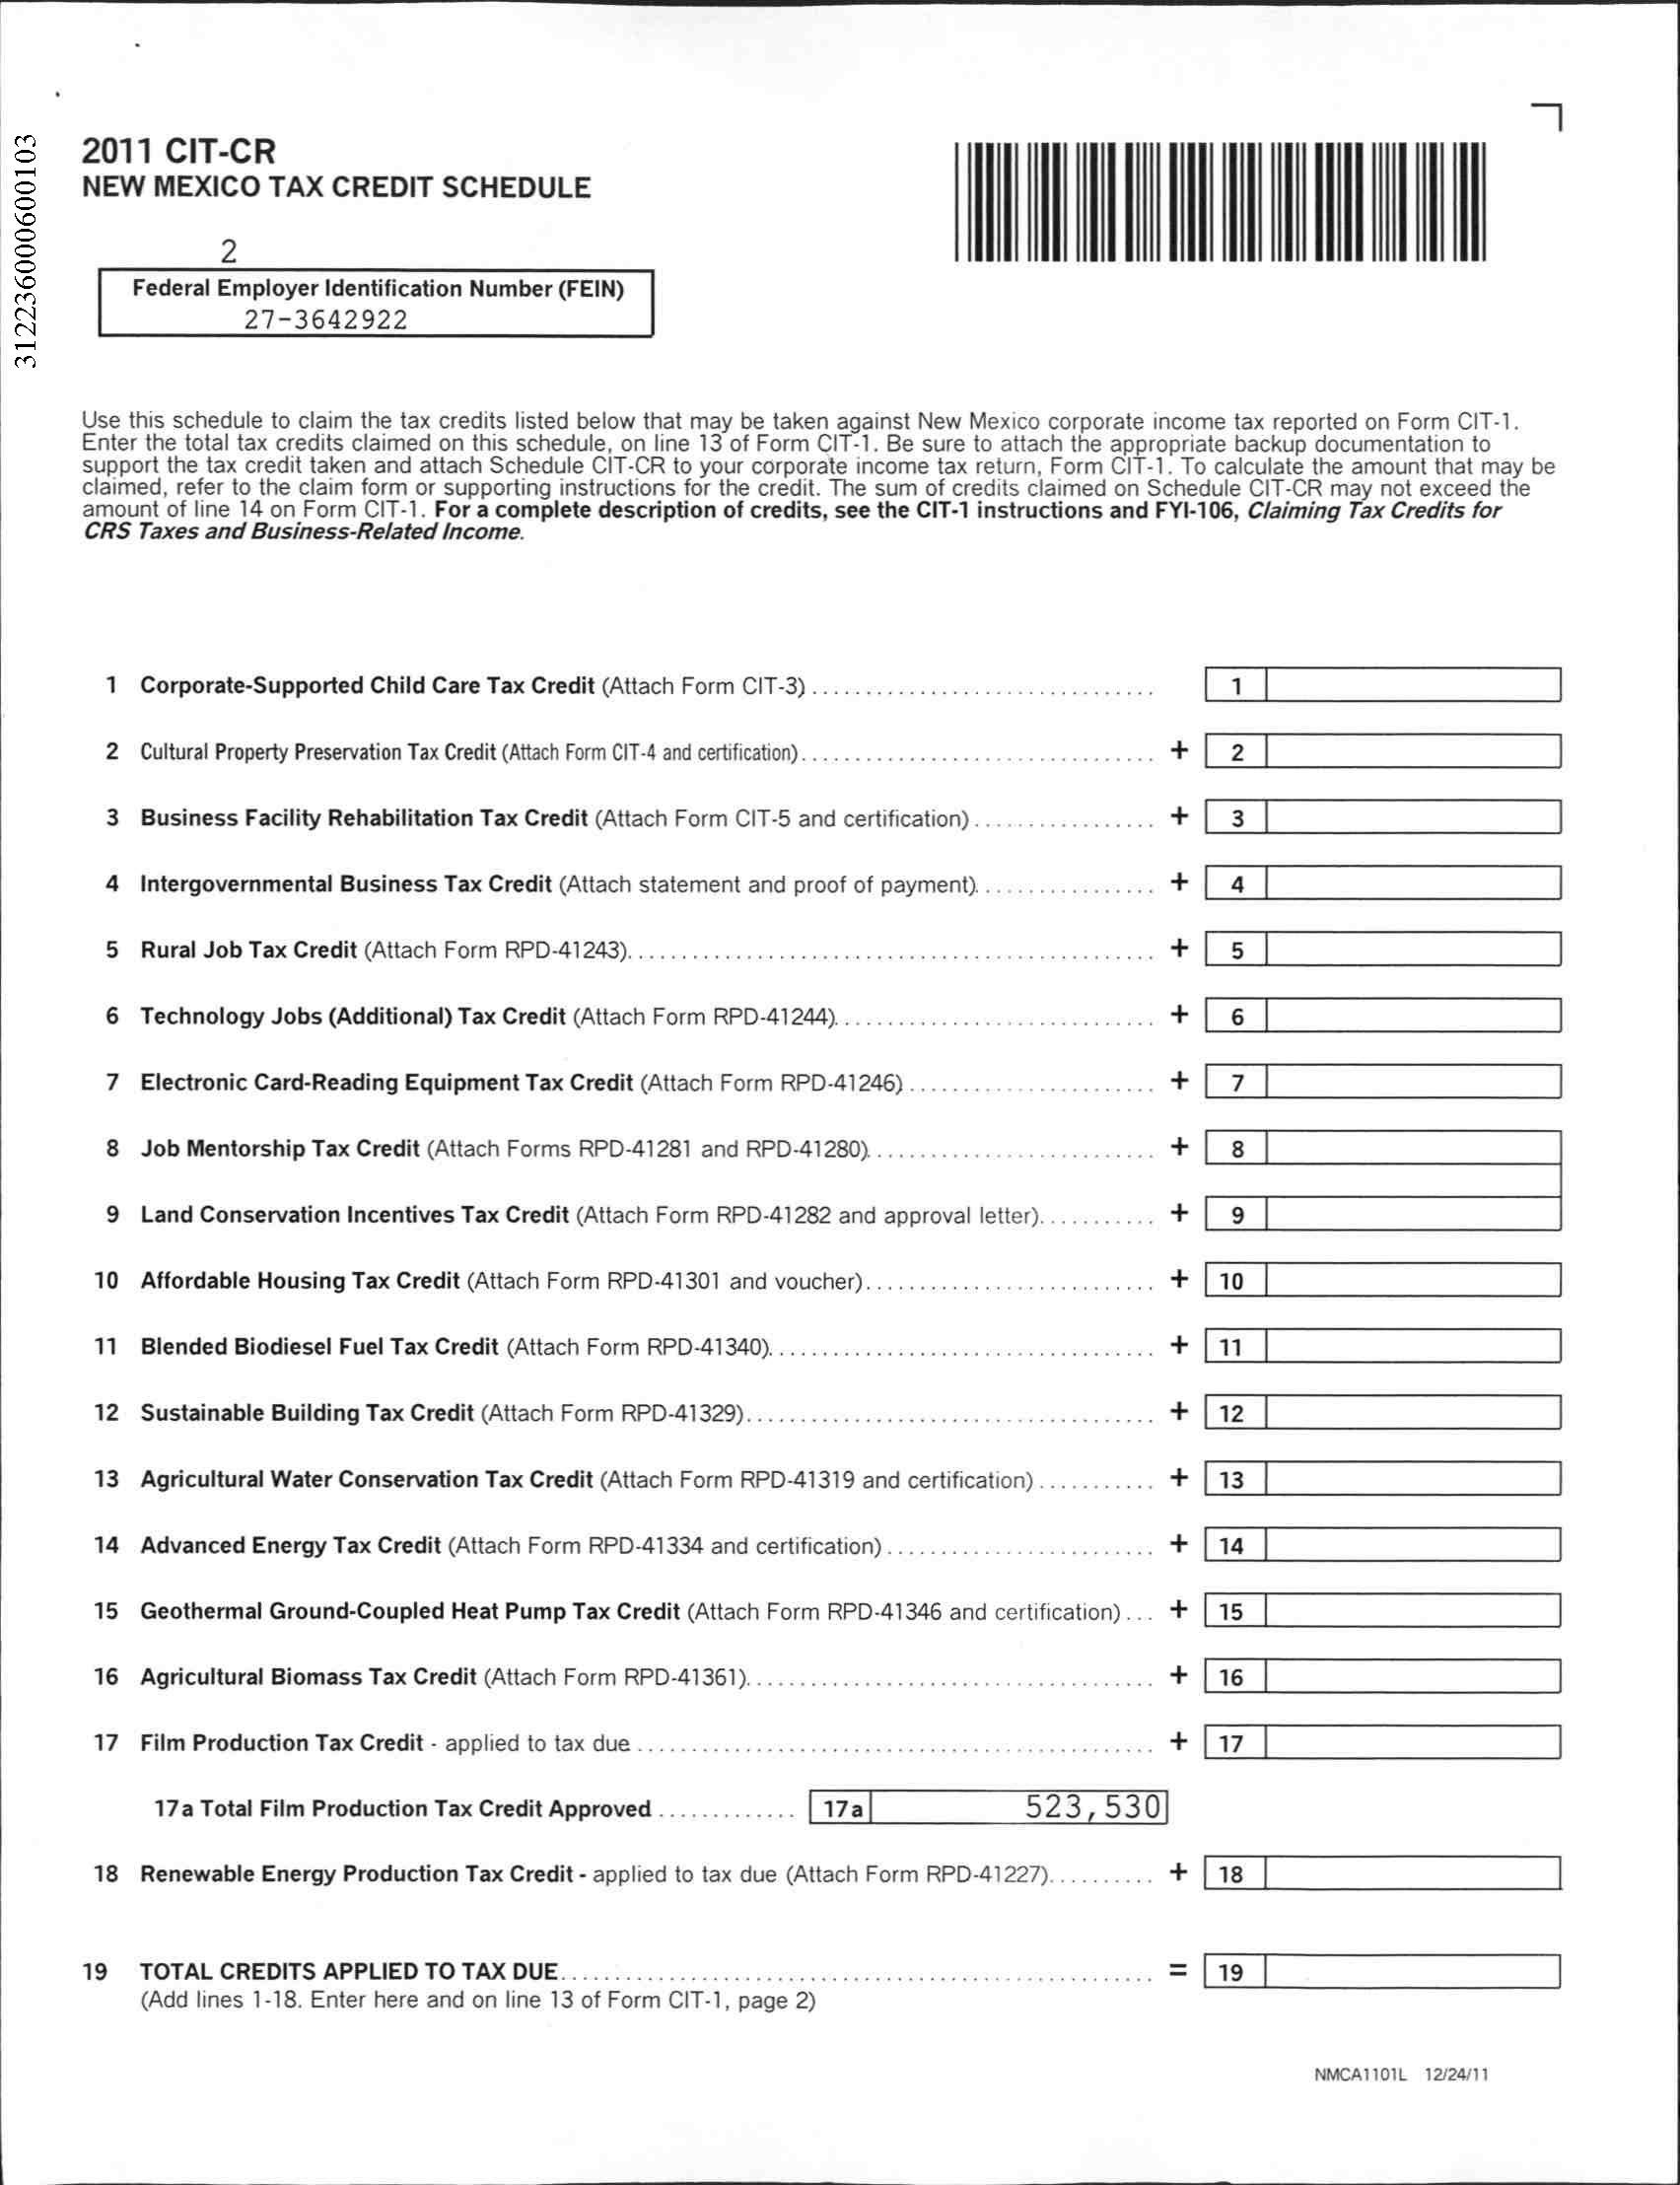 31223600060010​3
2011 CIT-CR
NEW MEXICO TAX CREDIT SCHEDULE
2
Federal Employer Identification Number (FEIN)
27-3642922
Use this schedule to claim the tax credits listed below that may be taken against New Mexico corporate income tax reported on Form CIT-1.
Enter the total tax credits claimed on this schedule, on line 13 of Form CIT-1. Be sure to attach the appropriate backup documentation to
support the tax credit taken and attach Schedule CIT-CR to your corporate income tax return, Form CIT-1. To calculate the amount that may be
claimed, refer to the claim form or supporting instructions for the credit. The sum of credits claimed on Schedule CIT-CR may not exceed the
amount of line 14 on Form CIT-1. For a complete description of credits, see the CIT-1 instructions and FYI-106, Claiming Tax Credits for
CRS Taxes and Business-Related Income.
1 Corporate-Supported Child Care Tax Credit (Attach Form CIT-3) 1
2 Cultural Property Preservation Tax Credit (Attach Form CIT-4 and certification) + 2
3 Business Facility Rehabilitation Tax Credit (Attach Form CIT-5 and certification) + 3
4 Intergovernmental Business Tax Credit (Attach statement and proof of payment) + 4
5 Rural Job Tax Credit (Attach Form RPD-41243) + 5
6 Technology Jobs (Additional) Tax Credit (Attach Form RPD-41244) + 6
7 Electronic Card-Reading Equipment Tax Credit (Attach Form RPD-41246) + 7
8 Job Mentorship Tax Credit (Attach Forms RPD-41281 and RPD-41280) + 8
9 Land Conservation Incentives Tax Credit (Attach Form RPD-41282 and approval letter) + 9
10 Affordable Housing Tax Credit (Attach Form RPD-41301 and voucher) + 10
11 Blended Biodiesel Fuel Tax Credit (Attach Form RPD-41340) + 11
12 Sustainable Building Tax Credit (Attach Form RPD-41329) + 12
13 Agricultural Water Conservation Tax Credit (Attach Form RPD-41319 and certification) + 13
14 Advanced Energy Tax Credit (Attach Form RPD-41334 and certification) + 14
15 Geothermal Ground-Coupled Heat Pump Tax Credit (Attach Form RPD-41346 and certification) + 15
16 Agricultural Biomass Tax Credit (Attach Form RPD-41361) + 16
17 Film Production Tax Credit - applied to tax due + 17
17a Total Film Production Tax Credit Approved 17a 523,530
18 Renewable Energy Production Tax Credit - applied to tax due (Attach Form RPD-41227) + 18
19 TOTAL CREDITS APPLIED TO TAX DUE = 19
(Add lines 1-18. Enter here and on line 13 of Form CIT-1, page 2)
NMCA1101L 12/24/11